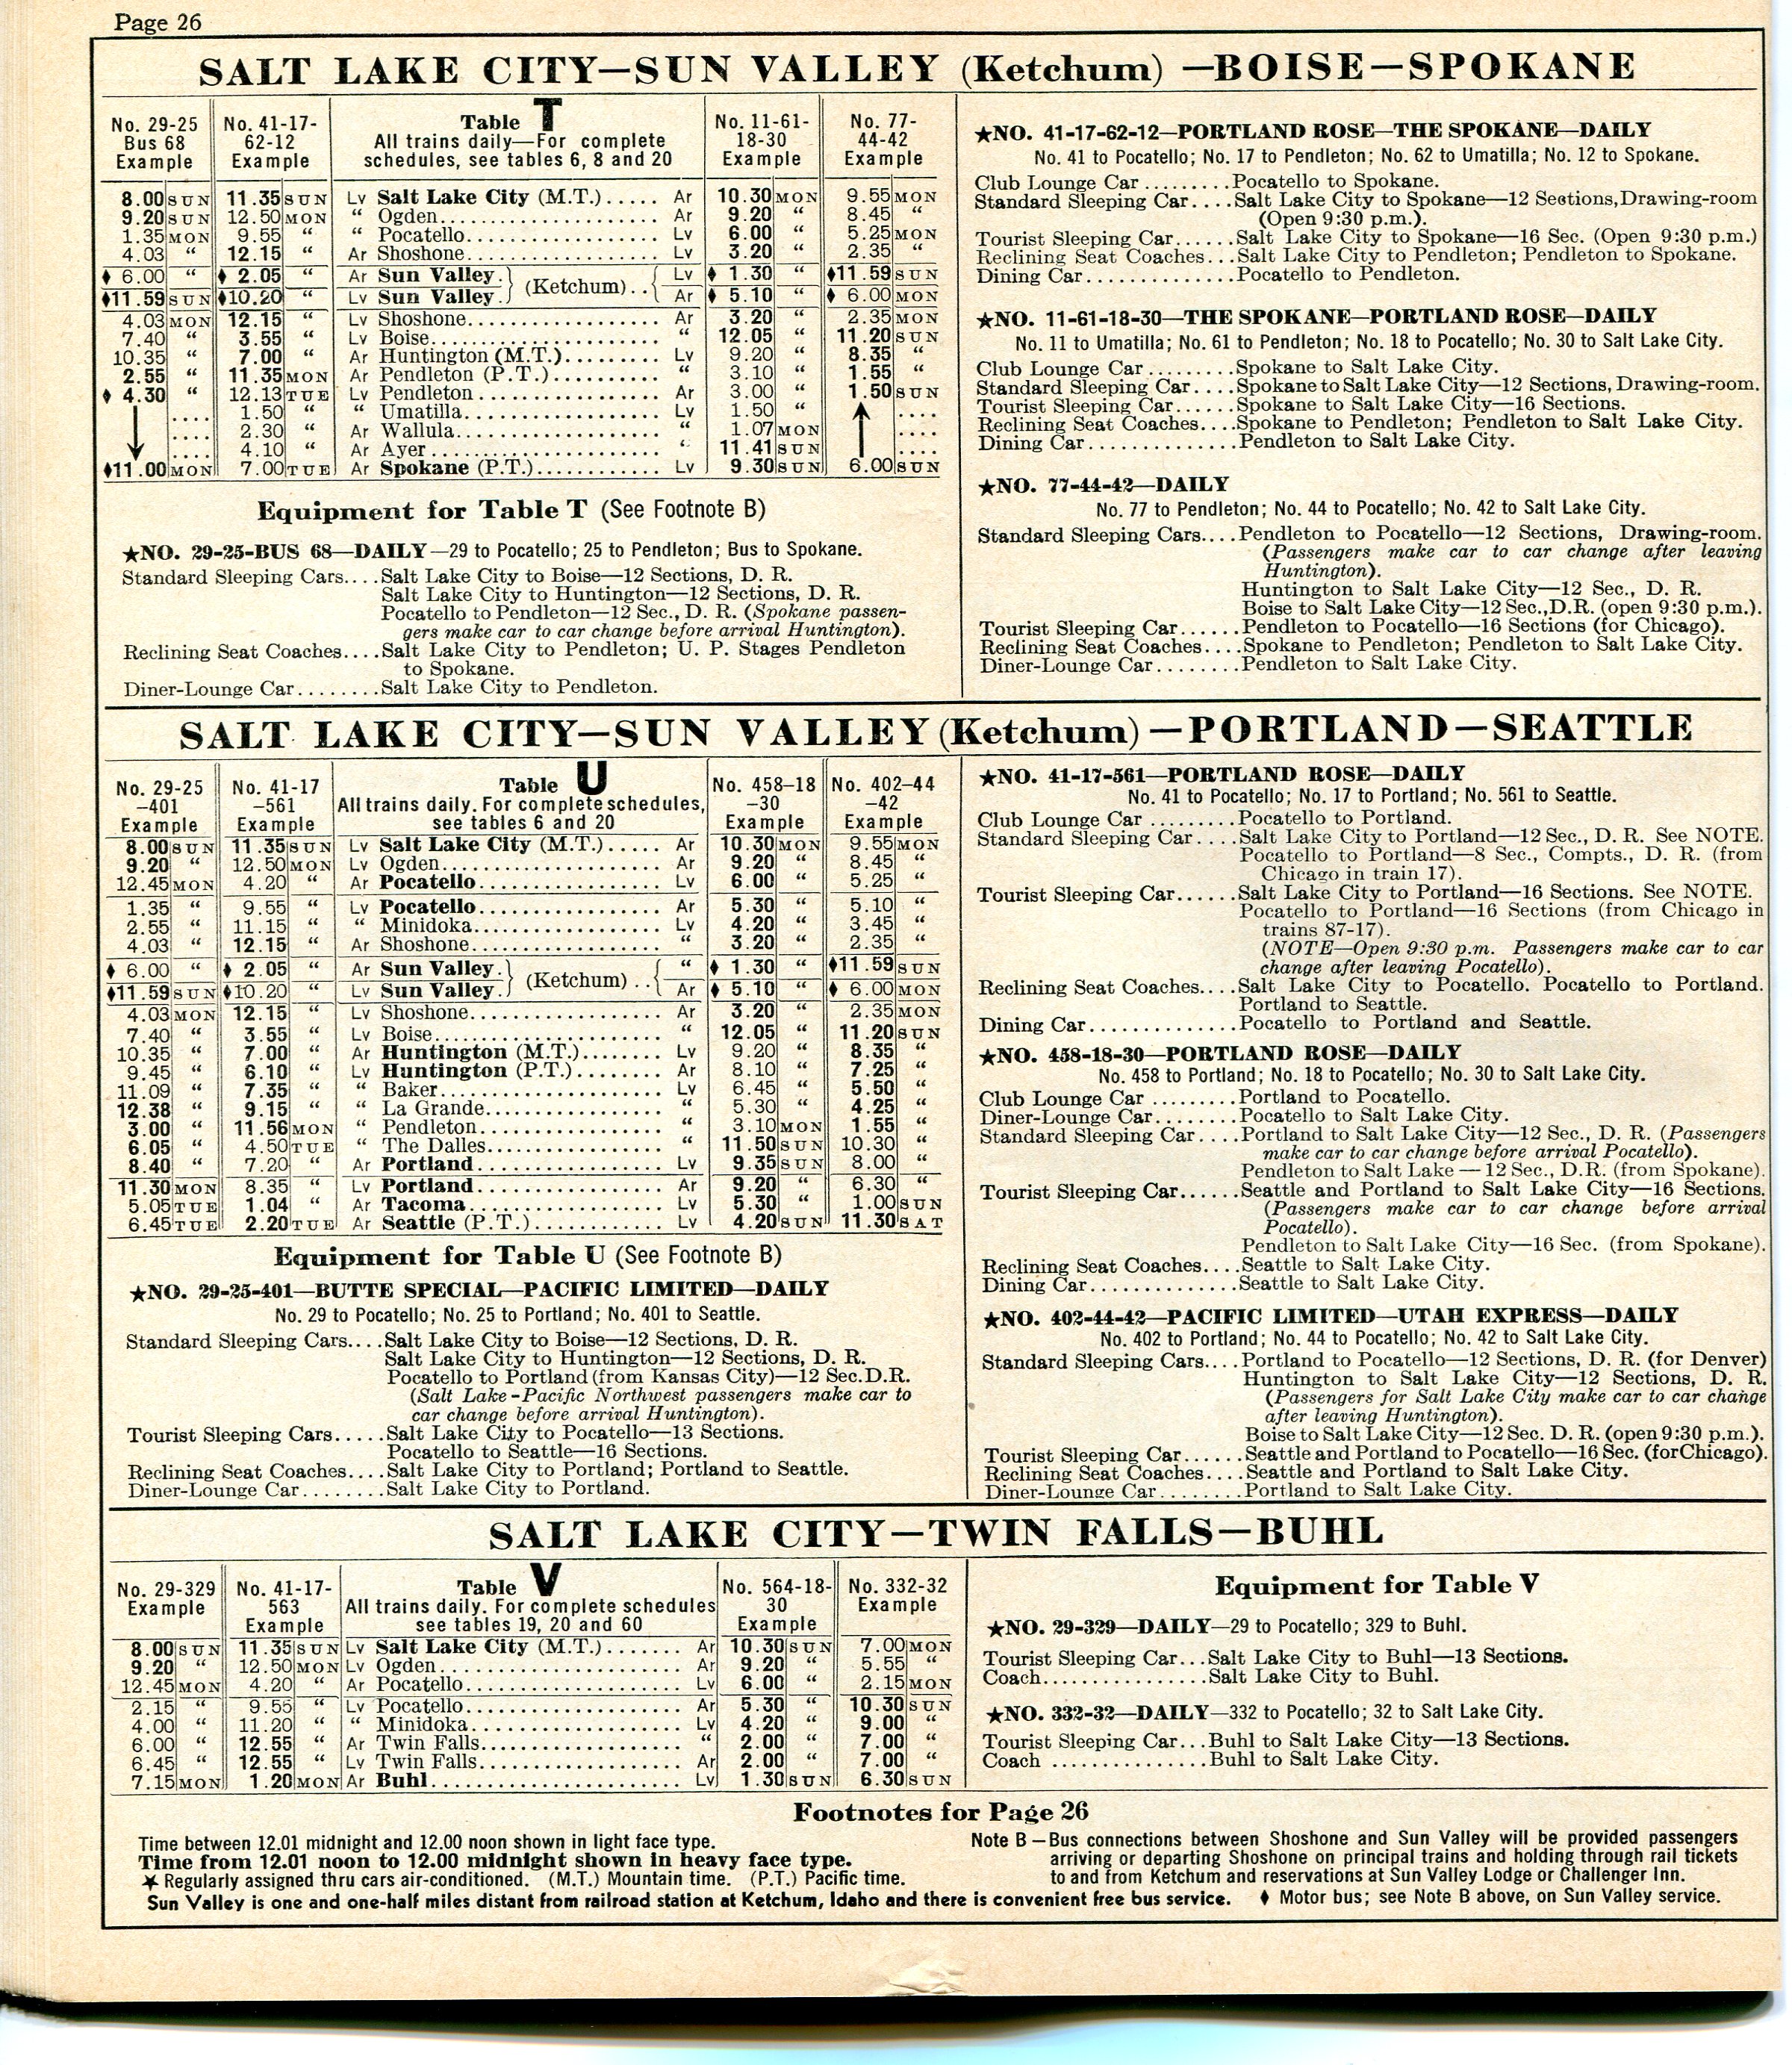 Page 26
SALT LAKE CITY—SUN VALLEY (Ketchum) —BOISE—SPOKANE
No. 29-25 Bus 68 Example | No. 41-17-62-12 Example | Table T All trains daily—For complete schedules, see tables 6, 8 and 20 | No. 11-61-18-30 Example | No. 77-44-42 Example
8.00 SUN 11.35 SUN Lv Salt Lake City (M.T.)..... Ar 10.30 MON 9.55 MON
9.20 SUN 12.50 MON “ Ogden.......... Ar 9.20 “ 8.45 “
1.35 MON 9.55 “ “ Pocatello.......... Lv 6.00 “ 5.25 MON
4.03 “ 12.15 “ Ar Shoshone.......... Lv 3.20 “ 2.35 “
♦ 6.00 “ ♦ 2.05 “ Ar Sun Valley.} (Ketchum)..{ Lv ♦ 1.30 “ ♦11.59 SUN
♦11.59 SUN ♦10.20 “ Lv Sun Valley.} Ar ♦ 5.10 “ ♦ 6.00 MON
4.03 MON 12.15 “ Lv Shoshone.......... Ar 3.20 “ 2.35 MON
7.40 “ 3.55 “ Lv Boise.......... “ 12.05 “ 11.20 SUN
10.35 “ 7.00 “ Ar Huntington (M.T.).......... Lv 9.20 “ 8.35 “
2.55 “ 11.35 MON Ar Pendleton (P.T.).......... “ 3.10 “ 1.55 “
♦ 4.30 “ 12.13 TUE Lv Pendleton.......... Ar 3.00 “ 1.50 SUN
.... 1.50 “ “ Umatilla.......... Lv 1.50 “ ....
.... 2.30 “ Ar Wallula.......... “ 1.07 MON ....
.... 4.10 “ Ar Ayer.......... “ 11.41 SUN ....
♦11.00 MON 7.00 TUE Ar Spokane (P.T.).......... Lv 9.30 SUN 6.00 SUN
Equipment for Table T (See Footnote B)
★NO. 29-25-BUS 68—DAILY—29 to Pocatello; 25 to Pendleton; Bus to Spokane.
Standard Sleeping Cars....Salt Lake City to Boise—12 Sections, D. R.
Salt Lake City to Huntington—12 Sections, D. R.
Pocatello to Pendleton—12 Sec., D. R. (Spokane passen-
gers make car to car change before arrival Huntington).
Reclining Seat Coaches....Salt Lake City to Pendleton; U. P. Stages Pendleton
to Spokane.
Diner-Lounge Car........Salt Lake City to Pendleton.
★NO. 41-17-62-12—PORTLAND ROSE—THE SPOKANE—DAILY
No. 41 to Pocatello; No. 17 to Pendleton; No. 62 to Umatilla; No. 12 to Spokane.
Club Lounge Car .........Pocatello to Spokane.
Standard Sleeping Car....Salt Lake City to Spokane—12 Sections, Drawing-room
(Open 9:30 p.m.).
Tourist Sleeping Car......Salt Lake City to Spokane—16 Sec. (Open 9:30 p.m.)
Reclining Seat Coaches...Salt Lake City to Pendleton; Pendleton to Spokane.
Dining Car..............Pocatello to Pendleton.
★NO. 11-61-18-30—THE SPOKANE—PORTLAND ROSE—DAILY
No. 11 to Umatilla; No. 61 to Pendleton; No. 18 to Pocatello; No. 30 to Salt Lake City.
Club Lounge Car .........Spokane to Salt Lake City.
Standard Sleeping Car....Spokane to Salt Lake City—12 Sections, Drawing-room.
Tourist Sleeping Car......Spokane to Salt Lake City—16 Sections.
Reclining Seat Coaches....Spokane to Pendleton; Pendleton to Salt Lake City.
Dining Car..............Pendleton to Salt Lake City.
★NO. 77-44-42—DAILY
No. 77 to Pendleton; No. 44 to Pocatello; No. 42 to Salt Lake City.
Standard Sleeping Cars....Pendleton to Pocatello—12 Sections, Drawing-room.
(Passengers make car to car change after leaving
Huntington).
Huntington to Salt Lake City—12 Sec., D. R.
Boise to Salt Lake City—12 Sec., D.R. (open 9:30 p.m.).
Tourist Sleeping Car......Pendleton to Pocatello—16 Sections (for Chicago).
Reclining Seat Coaches....Spokane to Pendleton; Pendleton to Salt Lake City.
Diner-Lounge Car........Pendleton to Salt Lake City.
SALT LAKE CITY—SUN VALLEY (Ketchum) —PORTLAND—SEATTLE
No. 29-25-401 Example | No. 41-17-561 Example | Table U All trains daily. For complete schedules, see tables 6 and 20 | No. 458-18-30 Example | No. 402-44-42 Example
8.00 SUN 11.35 SUN Lv Salt Lake City (M.T.)..... Ar 10.30 MON 9.55 MON
9.20 “ 12.50 MON Lv Ogden.......... Ar 9.20 “ 8.45 “
12.45 MON 4.20 “ Ar Pocatello.......... Lv 6.00 “ 5.25 “
1.35 “ 9.55 “ Lv Pocatello.......... Ar 5.30 “ 5.10 “
2.55 “ 11.15 “ “ Minidoka.......... Lv 4.20 “ 3.45 “
4.03 “ 12.15 “ Ar Shoshone.......... “ 3.20 “ 2.35 “
♦ 6.00 “ ♦ 2.05 “ Ar Sun Valley.} (Ketchum)..{ “ ♦ 1.30 “ ♦11.59 SUN
♦11.59 SUN ♦10.20 “ Lv Sun Valley.} Ar ♦ 5.10 “ ♦ 6.00 MON
4.03 MON 12.15 “ Lv Shoshone.......... Ar 3.20 “ 2.35 MON
7.40 “ 3.55 “ Lv Boise.......... “ 12.05 “ 11.20 SUN
10.35 “ 7.00 “ Ar Huntington (M.T.)........ Lv 9.20 “ 8.35 “
9.45 “ 6.10 “ Lv Huntington (P.T.)........ Ar 8.10 “ 7.25 “
11.09 “ 7.35 “ “ Baker.......... Lv 6.45 “ 5.50 “
12.38 “ 9.15 “ “ La Grande.......... “ 5.30 “ 4.25 “
3.00 “ 11.56 MON “ Pendleton.......... “ 3.10 MON 1.55 “
6.05 “ 4.50 TUE “ The Dalles.......... “ 11.50 SUN 10.30 “
8.40 “ 7.20 “ Ar Portland.......... Lv 9.35 SUN 8.00 “
11.30 MON 8.35 “ Lv Portland.......... Ar 9.20 “ 6.30 “
5.05 TUE 1.04 “ Ar Tacoma.......... Lv 5.30 “ 1.00 SUN
6.45 TUE 2.20 TUE Ar Seattle (P.T.).......... Lv 4.20 SUN 11.30 SAT
Equipment for Table U (See Footnote B)
★NO. 29-25-401—BUTTE SPECIAL—PACIFIC LIMITED—DAILY
No. 29 to Pocatello; No. 25 to Portland; No. 401 to Seattle.
Standard Sleeping Cars....Salt Lake City to Boise—12 Sections, D. R.
Salt Lake City to Huntington—12 Sections, D. R.
Pocatello to Portland (from Kansas City)—12 Sec.D.R.
(Salt Lake-Pacific Northwest passengers make car to
car change before arrival Huntington).
Tourist Sleeping Cars.....Salt Lake City to Pocatello—13 Sections.
Pocatello to Seattle—16 Sections.
Reclining Seat Coaches....Salt Lake City to Portland; Portland to Seattle.
Diner-Lounge Car........Salt Lake City to Portland.
★NO. 41-17-561—PORTLAND ROSE—DAILY
No. 41 to Pocatello; No. 17 to Portland; No. 561 to Seattle.
Club Lounge Car .........Pocatello to Portland.
Standard Sleeping Car....Salt Lake City to Portland—12 Sec., D. R. See NOTE.
Pocatello to Portland—8 Sec., Compts., D. R. (from
Chicago in train 17).
Tourist Sleeping Car......Salt Lake City to Portland—16 Sections. See NOTE.
Pocatello to Portland—16 Sections (from Chicago in
trains 87-17).
(NOTE—Open 9:30 p.m. Passengers make car to car
change after leaving Pocatello).
Reclining Seat Coaches....Salt Lake City to Pocatello. Pocatello to Portland.
Portland to Seattle.
Dining Car..............Pocatello to Portland and Seattle.
★NO. 458-18-30—PORTLAND ROSE—DAILY
No. 458 to Portland; No. 18 to Pocatello; No. 30 to Salt Lake City.
Club Lounge Car .........Portland to Pocatello.
Diner-Lounge Car........Pocatello to Salt Lake City.
Standard Sleeping Car....Portland to Salt Lake City—12 Sec., D. R. (Passengers
make car to car change before arrival Pocatello).
Pendleton to Salt Lake—12 Sec., D.R. (from Spokane).
Tourist Sleeping Car......Seattle and Portland to Salt Lake City—16 Sections.
(Passengers make car to car change before arrival
Pocatello).
Pendleton to Salt Lake City—16 Sec. (from Spokane).
Reclining Seat Coaches....Seattle to Salt Lake City.
Dining Car..............Seattle to Salt Lake City.
★NO. 402-44-42—PACIFIC LIMITED—UTAH EXPRESS—DAILY
No. 402 to Portland; No. 44 to Pocatello; No. 42 to Salt Lake City.
Standard Sleeping Cars....Portland to Pocatello—12 Sections, D. R. (for Denver)
Huntington to Salt Lake City—12 Sections, D. R.
(Passengers for Salt Lake City make car to car change
after leaving Huntington).
Boise to Salt Lake City—12 Sec. D. R. (open 9:30 p.m.).
Tourist Sleeping Car......Seattle and Portland to Pocatello—16 Sec. (for Chicago).
Reclining Seat Coaches....Seattle and Portland to Salt Lake City.
Diner-Lounge Car........Portland to Salt Lake City.
SALT LAKE CITY—TWIN FALLS—BUHL
No. 29-329 Example | No. 41-17-563 Example | Table V All trains daily. For complete schedules see tables 19, 20 and 60 | No. 564-18-30 Example | No. 332-32 Example
8.00 SUN 11.35 SUN Lv Salt Lake City (M.T.)....... Ar 10.30 SUN 7.00 MON
9.20 “ 12.50 MON Lv Ogden.......... Ar 9.20 “ 5.55 “
12.45 MON 4.20 “ Ar Pocatello.......... Lv 6.00 “ 2.15 MON
2.15 “ 9.55 “ Lv Pocatello.......... Ar 5.30 “ 10.30 SUN
4.00 “ 11.20 “ “ Minidoka.......... Lv 4.20 “ 9.00 “
6.00 “ 12.55 “ Ar Twin Falls.......... “ 2.00 “ 7.00 “
6.45 “ 12.55 “ Lv Twin Falls.......... Ar 2.00 “ 7.00 “
7.15 MON 1.20 MON Ar Buhl.......... Lv 1.30 SUN 6.30 SUN
Equipment for Table V
★NO. 29-329—DAILY—29 to Pocatello; 329 to Buhl.
Tourist Sleeping Car...Salt Lake City to Buhl—13 Sections.
Coach................Salt Lake City to Buhl.
★NO. 332-32—DAILY—332 to Pocatello; 32 to Salt Lake City.
Tourist Sleeping Car...Buhl to Salt Lake City—13 Sections.
Coach ...............Buhl to Salt Lake City.
Footnotes for Page 26
Time between 12.01 midnight and 12.00 noon shown in light face type.
Time from 12.01 noon to 12.00 midnight shown in heavy face type.
★ Regularly assigned thru cars air-conditioned. (M.T.) Mountain time. (P.T.) Pacific time.
Note B—Bus connections between Shoshone and Sun Valley will be provided passengers
arriving or departing Shoshone on principal trains and holding through rail tickets
to and from Ketchum and reservations at Sun Valley Lodge or Challenger Inn.
Sun Valley is one and one-half miles distant from railroad station at Ketchum, Idaho and there is convenient free bus service. ♦ Motor bus; see Note B above, on Sun Valley service.